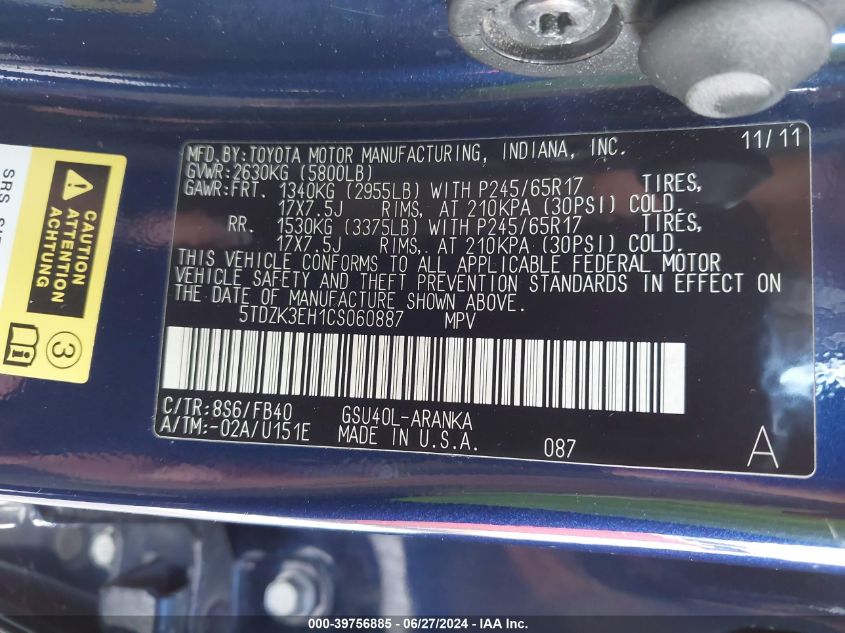 MFD.BY:TOYOTA MOTOR MANUFACTURING, INDIANA, INC. 11/11
GVWR:2630KG (5800LB)
GAWR:FRT. 1340KG (2955LB) WITH P245/65R17 TIRES,
17X7.5J RIMS, AT 210KPA (30PSI) COLD.
RR. 1530KG (3375LB) WITH P245/65R17 TIRES,
17X7.5J RIMS, AT 210KPA (30PSI) COLD.
THIS VEHICLE CONFORMS TO ALL APPLICABLE FEDERAL MOTOR
VEHICLE SAFETY AND THEFT PREVENTION STANDARDS IN EFFECT ON
THE DATE OF MANUFACTURE SHOWN ABOVE.
5TDZK3EH1CS060887 MPV
C/TR:8S6/FB40 GSU40L-ARANKA
A/TM:-02A/U151E MADE IN U.S.A. 087 A
SRS
CAUTION
ATTENTION
ACHTUNG
3
000-39756885 - 06/27/2024 - IAA Inc.